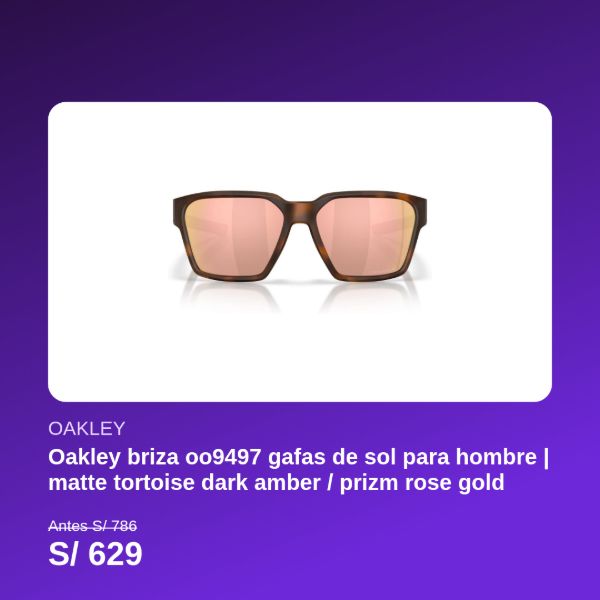 OAKLEY
Oakley briza oo9497 gafas de sol para hombre |
matte tortoise dark amber / prizm rose gold
Antes S/ 786
S/ 629